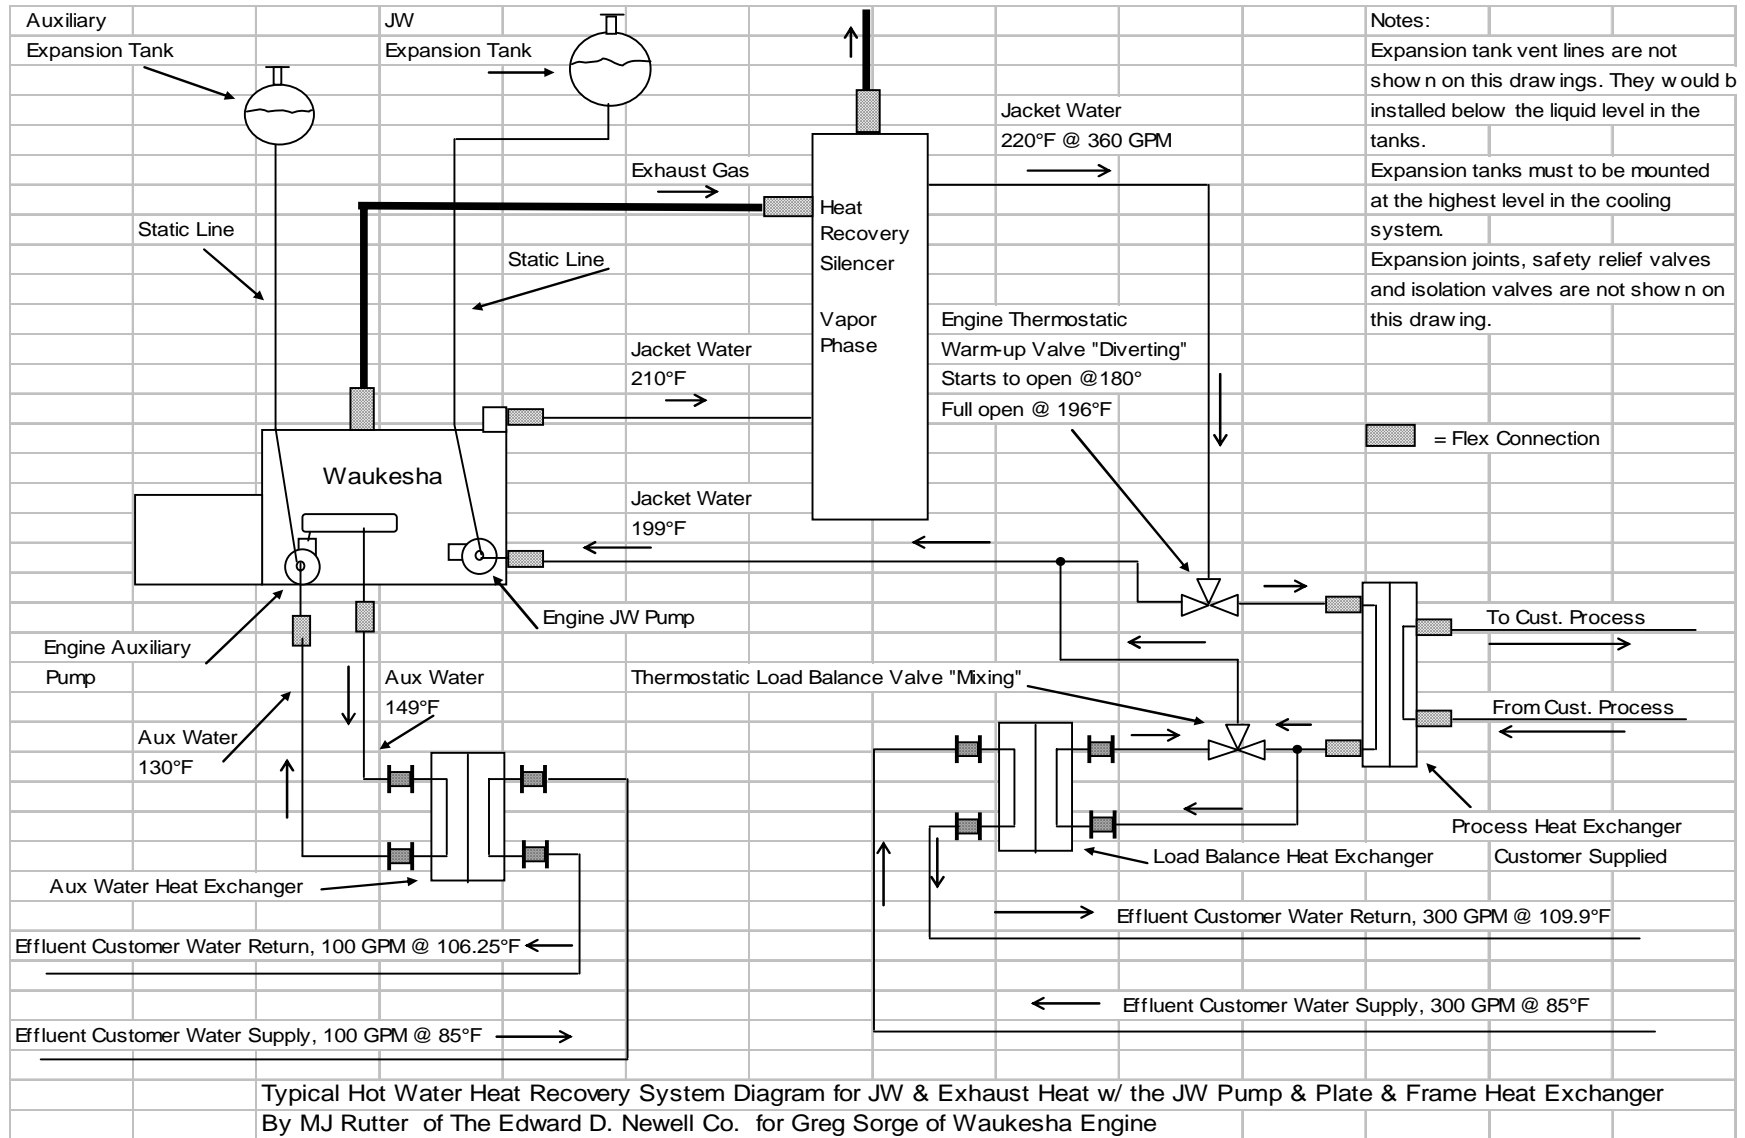 Auxiliary
Expansion Tank
JW
Expansion Tank
Notes:
Expansion tank vent lines are not
shown on this drawings. They would b
installed below the liquid level in the
tanks.
Expansion tanks must to be mounted
at the highest level in the cooling
system.
Expansion joints, safety relief valves
and isolation valves are not shown on
this drawing.
Jacket Water
220°F @ 360 GPM
Exhaust Gas
Heat
Recovery
Silencer
Vapor
Phase
Static Line
Static Line
Engine Thermostatic
Warm-up Valve "Diverting"
Starts to open @180°
Full open @ 196°F
Jacket Water
210°F
= Flex Connection
Waukesha
Jacket Water
199°F
Engine JW Pump
Engine Auxiliary
Pump
To Cust. Process
Aux Water
149°F
Thermostatic Load Balance Valve "Mixing"
From Cust. Process
Aux Water
130°F
Process Heat Exchanger
Customer Supplied
Load Balance Heat Exchanger
Aux Water Heat Exchanger
Effluent Customer Water Return, 300 GPM @ 109.9°F
Effluent Customer Water Return, 100 GPM @ 106.25°F
Effluent Customer Water Supply, 300 GPM @ 85°F
Effluent Customer Water Supply, 100 GPM @ 85°F
Typical Hot Water Heat Recovery System Diagram for JW & Exhaust Heat w/ the JW Pump & Plate & Frame Heat Exchanger
By MJ Rutter of The Edward D. Newell Co. for Greg Sorge of Waukesha Engine